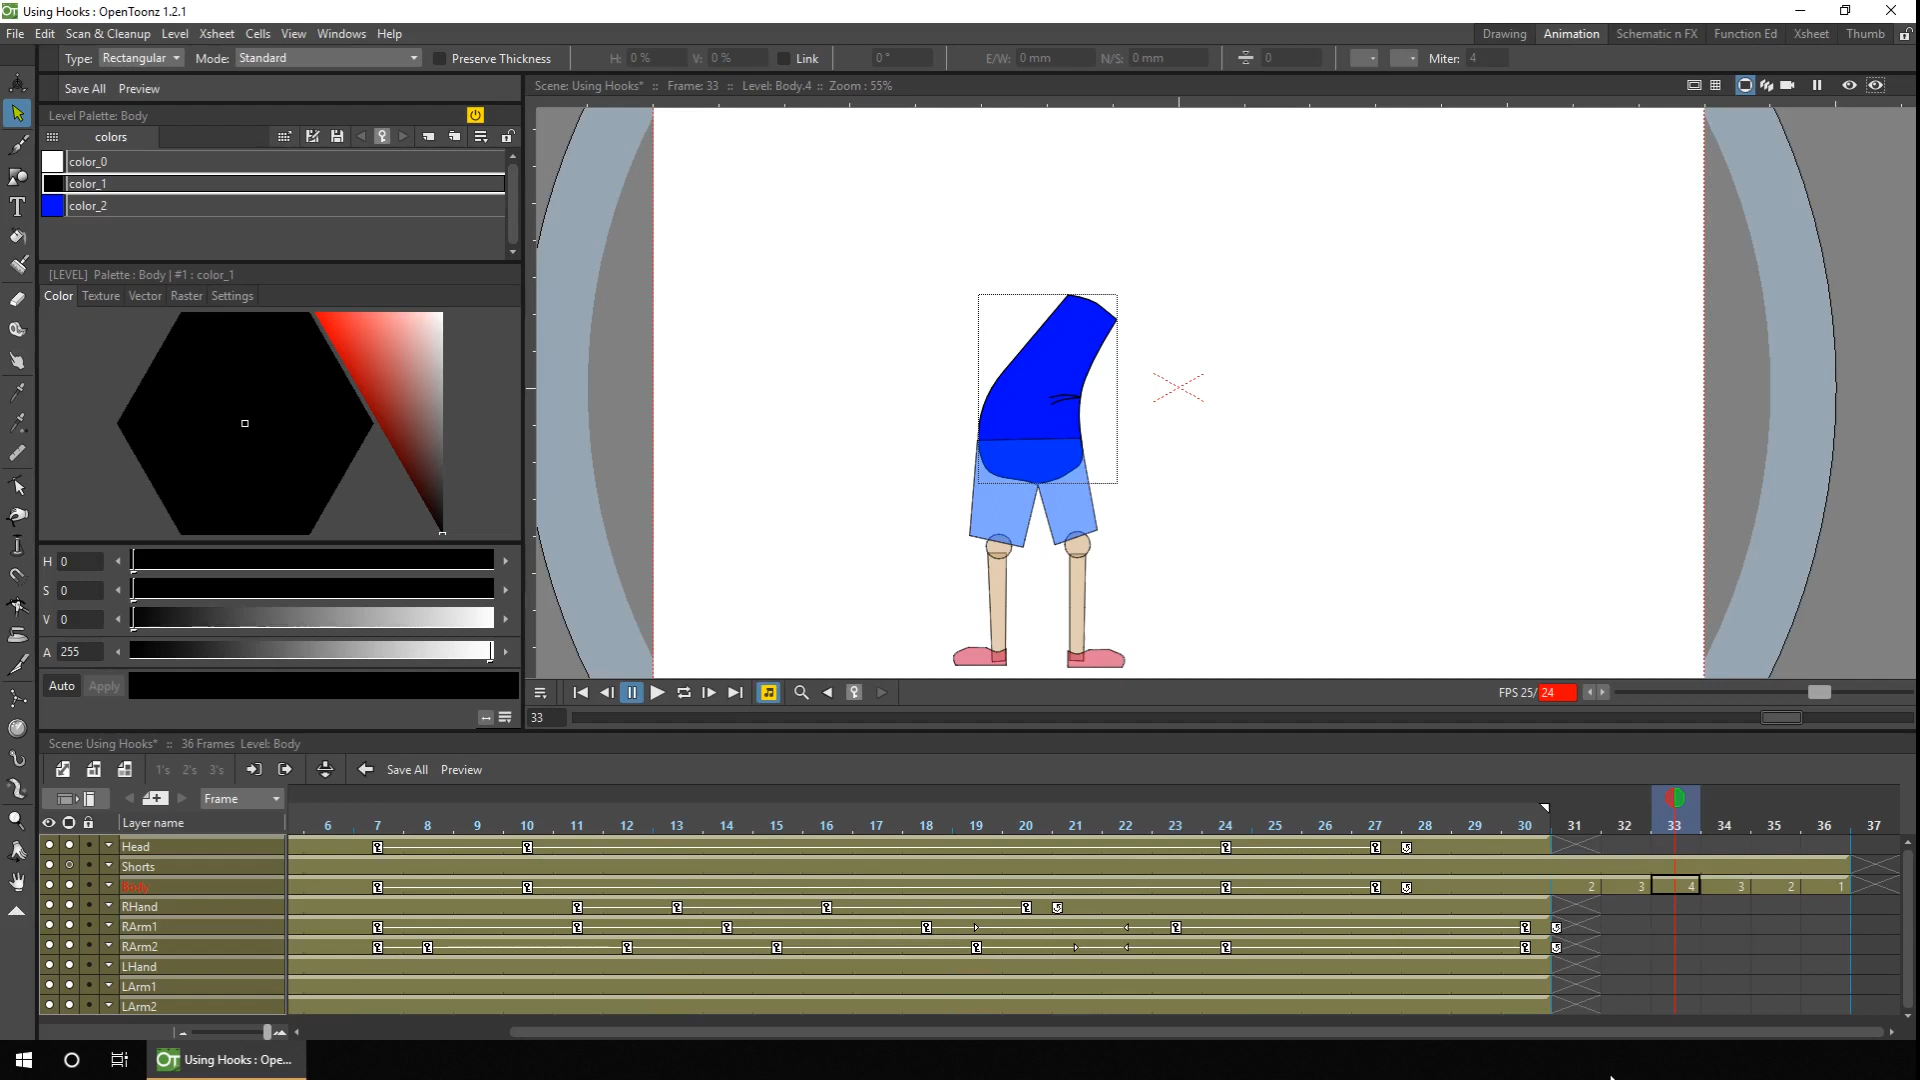 Using Hooks : OpenToonz 1.2.1
File Edit Scan & Cleanup Level Xsheet Cells View Windows Help
Drawing Animation Schematic n FX Function Ed Xsheet Thumb
Type: Rectangular Mode: Standard Preserve Thickness H: 0 % V: 0 % Link 0 ° E/W: 0 mm N/S: 0 mm 0 Miter: 4
Save All Preview
Scene: Using Hooks* :: Frame: 33 :: Level: Body.4 :: Zoom : 55%
Level Palette: Body
colors
color_0
color_1
color_2
[LEVEL] Palette : Body | #1 : color_1
Color Texture Vector Raster Settings
H 0
S 0
V 0
A 255
Auto Apply
FPS 25/ 24
33
Scene: Using Hooks* :: 36 Frames Level: Body
1's 2's 3's Save All Preview
Frame
Layer name 6 7 8 9 10 11 12 13 14 15 16 17 18 19 20 21 22 23 24 25 26 27 28 29 30 31 32 33 34 35 36 37
Head
Shorts
Body 2 3 4 3 2 1
RHand
RArm1
RArm2
LHand
LArm1
LArm2
Using Hooks : Ope...